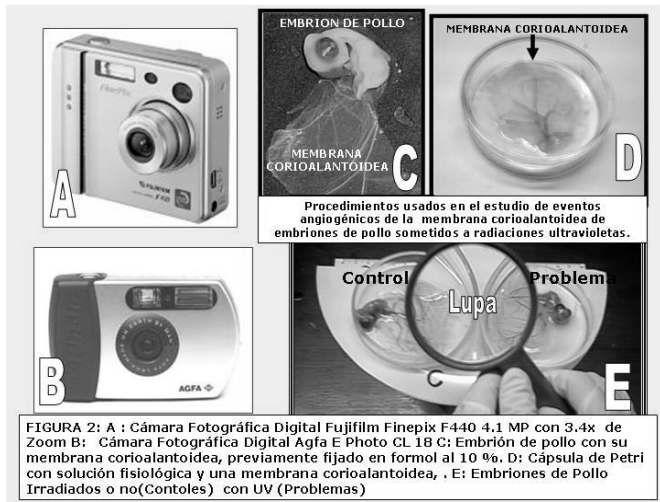 FinePix
FUJIFILM
F440
A
EMBRION DE POLLO
MEMBRANA
CORIOALANTOIDEA
C
MEMBRANA CORIOALANTOIDEA
D
Procedimientos usados en el estudio de eventos
angiogénicos de la membrana corioalantoidea de
embriones de pollo sometidos a radiaciones ultravioletas.
AGFA
B
Control
Lupa
Problema
E
FIGURA 2: A : Cámara Fotográfica Digital Fujifilm Finepix F440 4.1 MP con 3.4x de
Zoom B: Cámara Fotográfica Digital Agfa E Photo CL 18 C: Embrión de pollo con su
membrana corioalantoidea, previamente fijado en formol al 10 %. D: Cápsula de Petri
con solución fisiológica y una membrana corioalantoidea, . E: Embriones de Pollo
Irradiados o no(Contoles) con UV (Problemas)